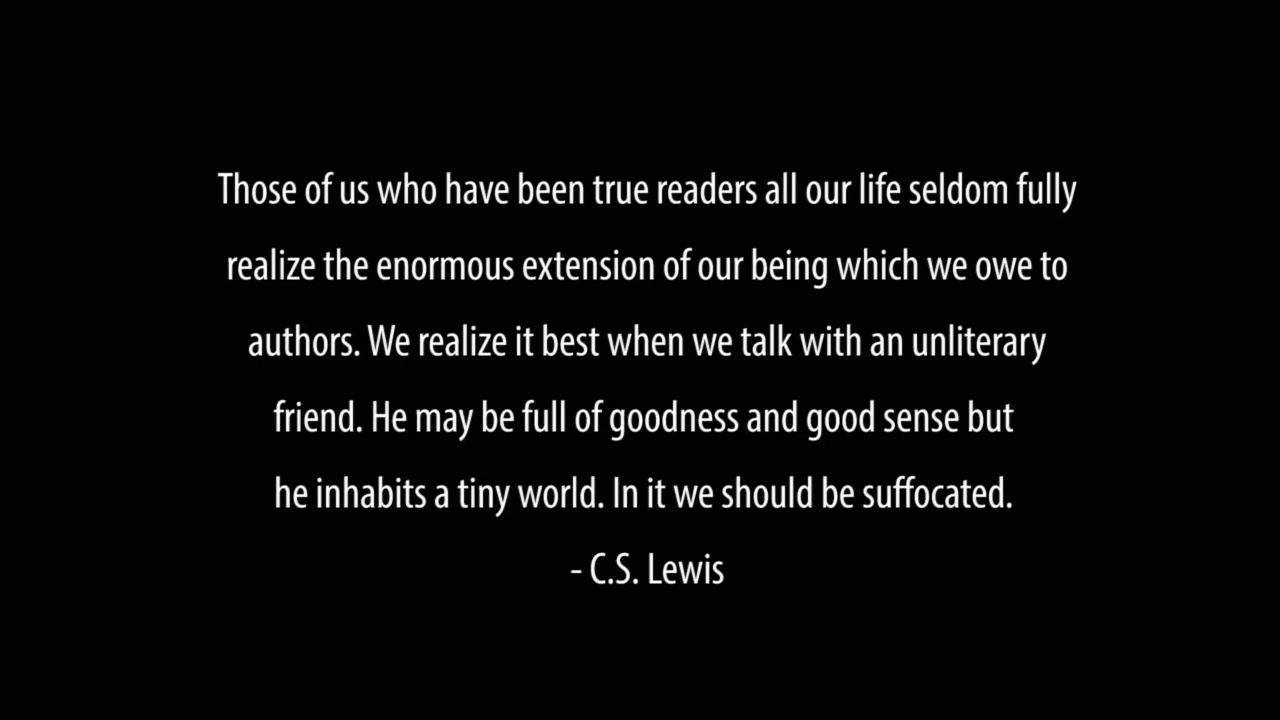 Those of us who have been true readers all our life seldom fully
realize the enormous extension of our being which we owe to
authors. We realize it best when we talk with an unliterary
friend. He may be full of goodness and good sense but
he inhabits a tiny world. In it we should be suffocated.
- C.S. Lewis